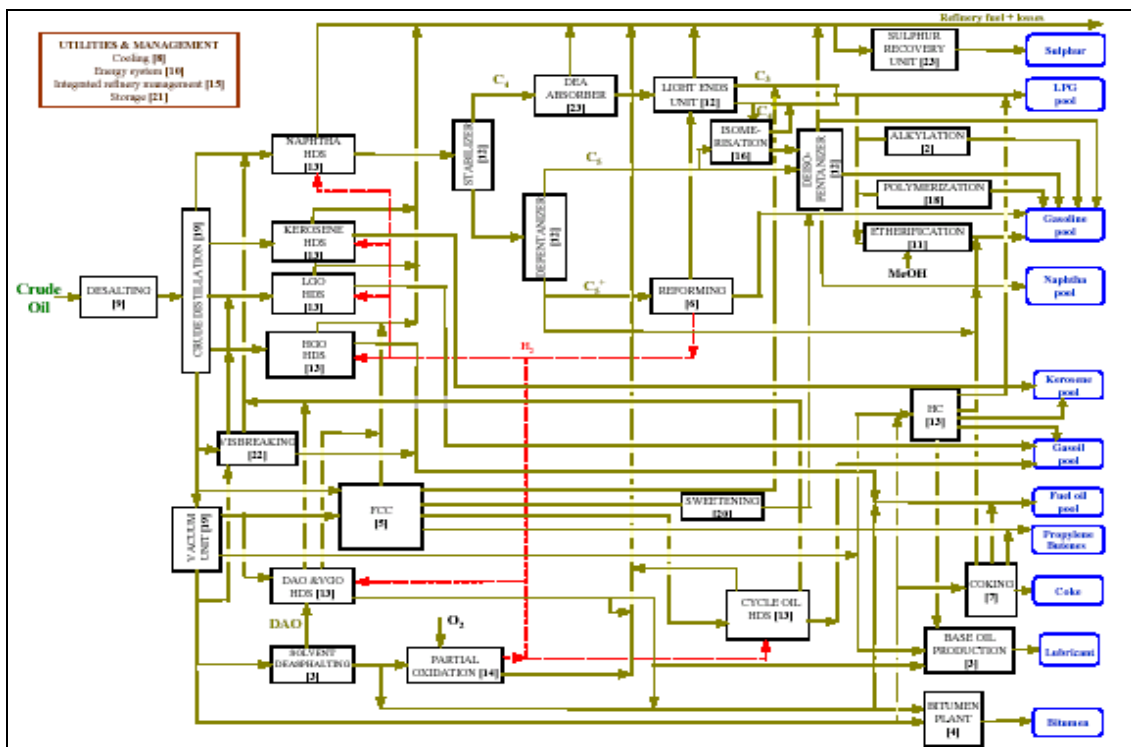 Refinery fuel + losses
UTILITIES & MANAGEMENT
Cooling [8]
Energy system [10]
Integrated refinery management [15]
Storage [21]
SULPHUR
RECOVERY
UNIT [23]
Sulphur
C₄
DEA
ABSORBER
[23]
LIGHT ENDS
UNIT [12]
C₃
LPG
pool
ISOME-
RISATION
[16]
ALKYLATION
[2]
NAPHTHA
HDS
[13]
STABILIZER
[12]
C₅
DEISO-
PENTANIZER
[12]
POLYMERIZATION
[18]
Gasoline
pool
CRUDE DISTILLATION [19]
KEROSENE
HDS
[13]
DEPENTANIZER
[12]
ETHERIFICATION
[11]
MeOH
Crude
Oil
DESALTING
[9]
LGO
HDS
[13]
C₅⁺
REFORMING
[6]
Naphtha
pool
HGO
HDS
[13]
H₂
Kerosene
pool
HC
[13]
VISBREAKING
[22]
Gasoil
pool
FCC
[5]
SWEETENING
[20]
Fuel oil
pool
VACUUM
UNIT [19]
Propylene
Butenes
DAO &VGO
HDS [13]
CYCLE OIL
HDS [13]
COKING
[7]
Coke
DAO
O₂
SOLVENT
DEASPHALTING
[3]
PARTIAL
OXIDATION [14]
BASE OIL
PRODUCTION
[3]
Lubricant
BITUMEN
PLANT
[4]
Bitumen